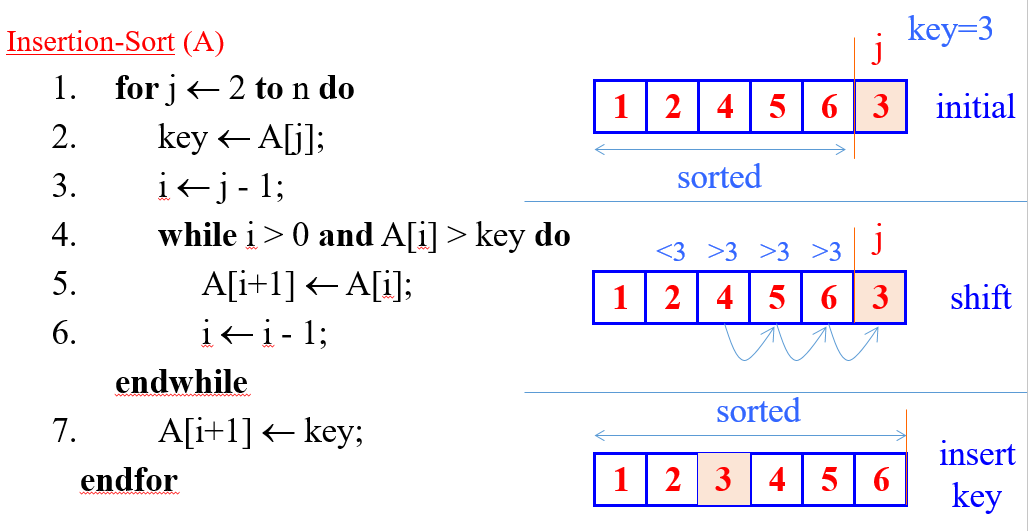 Insertion-Sort (A)
1. for j ← 2 to n do
2. key ← A[j];
3. i ← j - 1;
4. while i > 0 and A[i] > key do
5. A[i+1] ← A[i];
6. i ← i - 1;
endwhile
7. A[i+1] ← key;
endfor
key=3
j
1 2 4 5 6 3 initial
sorted
<3 >3 >3 >3 j
1 2 4 5 6 3 shift
sorted
1 2 3 4 5 6 insert
key